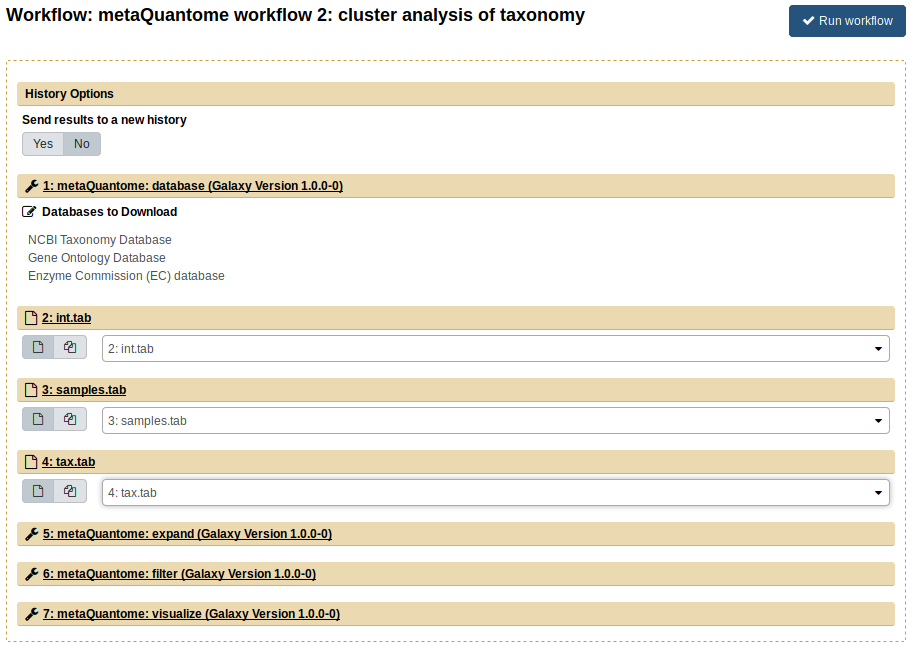 Workflow: metaQuantome workflow 2: cluster analysis of taxonomy
Run workflow
History Options
Send results to a new history
Yes No
1: metaQuantome: database (Galaxy Version 1.0.0-0)
Databases to Download
NCBI Taxonomy Database
Gene Ontology Database
Enzyme Commission (EC) database
2: int.tab
2: int.tab
3: samples.tab
3: samples.tab
4: tax.tab
4: tax.tab
5: metaQuantome: expand (Galaxy Version 1.0.0-0)
6: metaQuantome: filter (Galaxy Version 1.0.0-0)
7: metaQuantome: visualize (Galaxy Version 1.0.0-0)